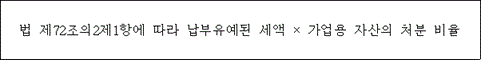 법 제72조의2제1항에 따라 납부유예된 세액 × 가업용 자산의 처분 비율